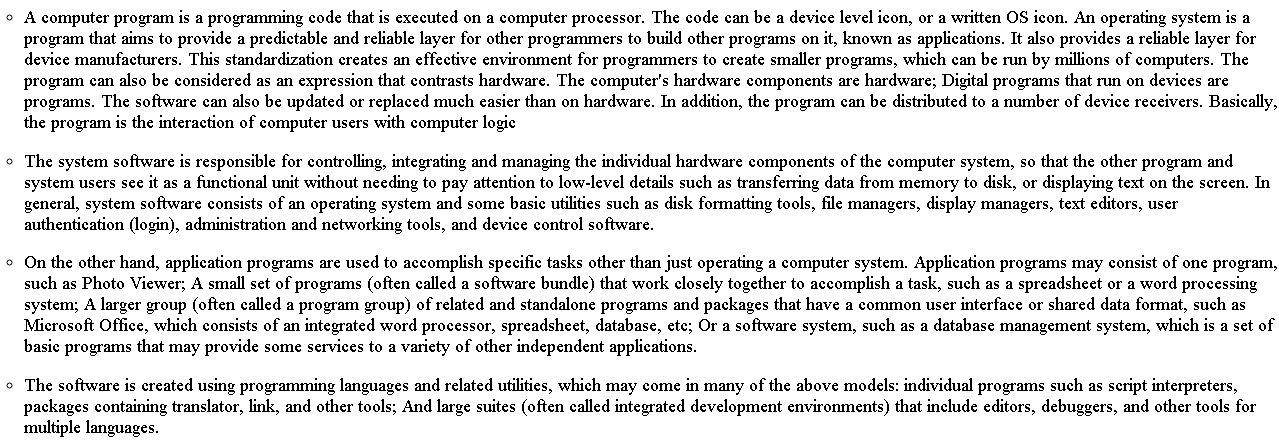 A computer program is a programming code that is executed on a computer processor. The code can be a device level icon, or a written OS icon. An operating system is a
program that aims to provide a predictable and reliable layer for other programmers to build other programs on it, known as applications. It also provides a reliable layer for
device manufacturers. This standardization creates an effective environment for programmers to create smaller programs, which can be run by millions of computers. The
program can also be considered as an expression that contrasts hardware. The computer's hardware components are hardware; Digital programs that run on devices are
programs. The software can also be updated or replaced much easier than on hardware. In addition, the program can be distributed to a number of device receivers. Basically,
the program is the interaction of computer users with computer logic
The system software is responsible for controlling, integrating and managing the individual hardware components of the computer system, so that the other program and
system users see it as a functional unit without needing to pay attention to low-level details such as transferring data from memory to disk, or displaying text on the screen. In
general, system software consists of an operating system and some basic utilities such as disk formatting tools, file managers, display managers, text editors, user
authentication (login), administration and networking tools, and device control software.
On the other hand, application programs are used to accomplish specific tasks other than just operating a computer system. Application programs may consist of one program,
such as Photo Viewer; A small set of programs (often called a software bundle) that work closely together to accomplish a task, such as a spreadsheet or a word processing
system; A larger group (often called a program group) of related and standalone programs and packages that have a common user interface or shared data format, such as
Microsoft Office, which consists of an integrated word processor, spreadsheet, database, etc; Or a software system, such as a database management system, which is a set of
basic programs that may provide some services to a variety of other independent applications.
The software is created using programming languages and related utilities, which may come in many of the above models: individual programs such as script interpreters,
packages containing translator, link, and other tools; And large suites (often called integrated development environments) that include editors, debuggers, and other tools for
multiple languages.